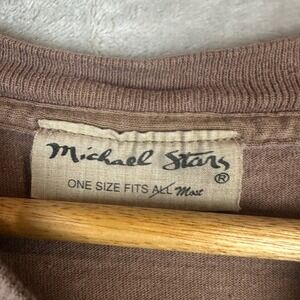 Michael Stars ®
ONE SIZE FITS ALL Most